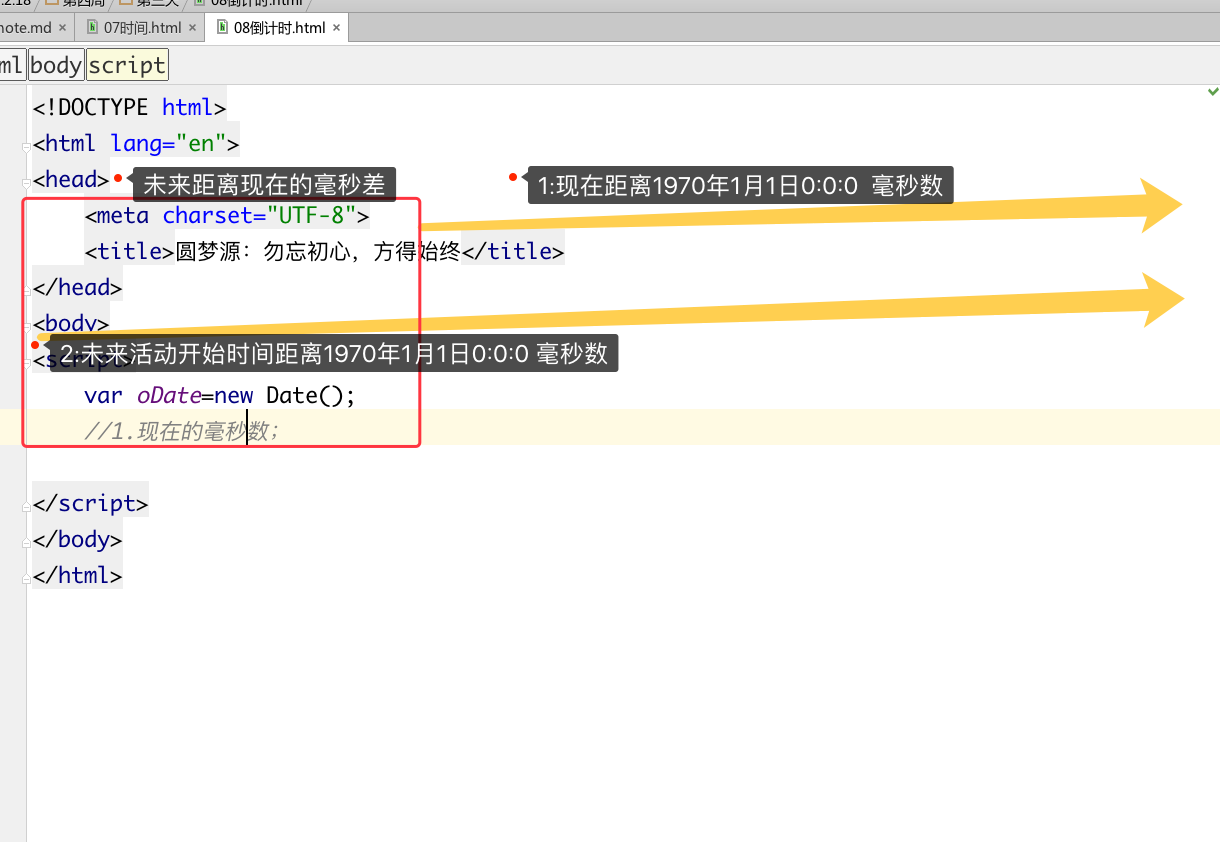 2.18 第四周 第三天 08倒计时.html
note.md × 07时间.html × 08倒计时.html ×
ml body script
<!DOCTYPE html>
<html lang="en">
<head> 未来距离现在的毫秒差 1:现在距离1970年1月1日0:0:0 毫秒数
<meta charset="UTF-8">
<title>圆梦源：勿忘初心，方得始终</title>
</head>
<body>
2:未来活动开始时间距离1970年1月1日0:0:0 毫秒数
<script>
var oDate=new Date();
//1.现在的毫秒数;
</script>
</body>
</html>